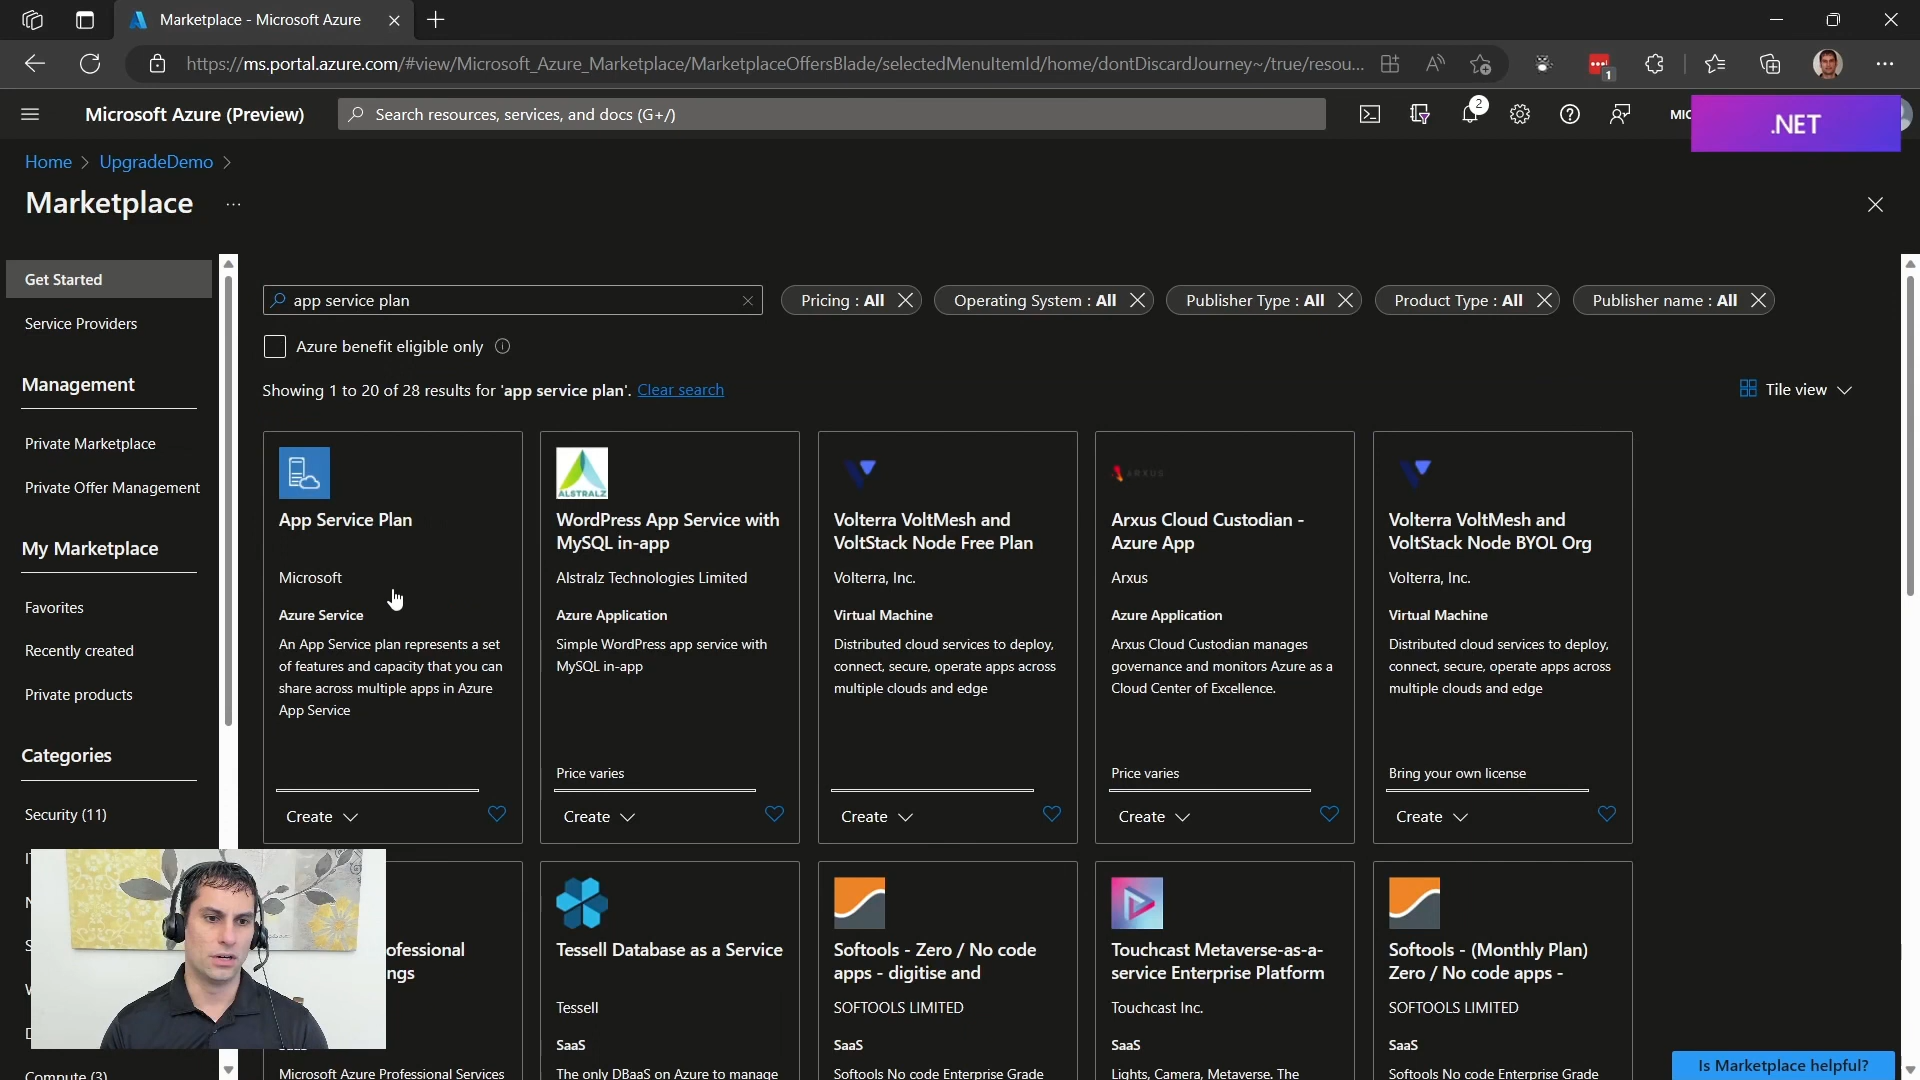 Marketplace - Microsoft Azure
https://ms.portal.azure.com/#view/Microsoft_Azure_Marketplace/MarketplaceOffersBlade/selectedMenuItemId/home/dontDiscardJourney~/true/resou...
1
Microsoft Azure (Preview)
Search resources, services, and docs (G+/)
2
MIC
.NET
Home > UpgradeDemo >
Marketplace
...
Get Started
Service Providers
Management
Private Marketplace
Private Offer Management
My Marketplace
Favorites
Recently created
Private products
Categories
Security (11)
Compute (3)
app service plan
Pricing : All
Operating System : All
Publisher Type : All
Product Type : All
Publisher name : All
Azure benefit eligible only
Showing 1 to 20 of 28 results for 'app service plan'. Clear search
Tile view
App Service Plan
Microsoft
Azure Service
An App Service plan represents a set
of features and capacity that you can
share across multiple apps in Azure
App Service
Create
ALSTRALZ
WordPress App Service with
MySQL in-app
Alstralz Technologies Limited
Azure Application
Simple WordPress app service with
MySQL in-app
Price varies
Create
Volterra VoltMesh and
VoltStack Node Free Plan
Volterra, Inc.
Virtual Machine
Distributed cloud services to deploy,
connect, secure, operate apps across
multiple clouds and edge
Create
ARXUS
Arxus Cloud Custodian -
Azure App
Arxus
Azure Application
Arxus Cloud Custodian manages
governance and monitors Azure as a
Cloud Center of Excellence.
Price varies
Create
Volterra VoltMesh and
VoltStack Node BYOL Org
Volterra, Inc.
Virtual Machine
Distributed cloud services to deploy,
connect, secure, operate apps across
multiple clouds and edge
Bring your own license
Create
ofessional
ngs
Microsoft Azure Professional Services
Tessell Database as a Service
Tessell
SaaS
The only DBaaS on Azure to manage
Softools - Zero / No code
apps - digitise and
SOFTOOLS LIMITED
SaaS
Softools No code Enterprise Grade
Touchcast Metaverse-as-a-
service Enterprise Platform
Touchcast Inc.
SaaS
Lights, Camera, Metaverse. The
Softools - (Monthly Plan)
Zero / No code apps -
SOFTOOLS LIMITED
SaaS
Softools No code Enterprise Grade
Is Marketplace helpful?